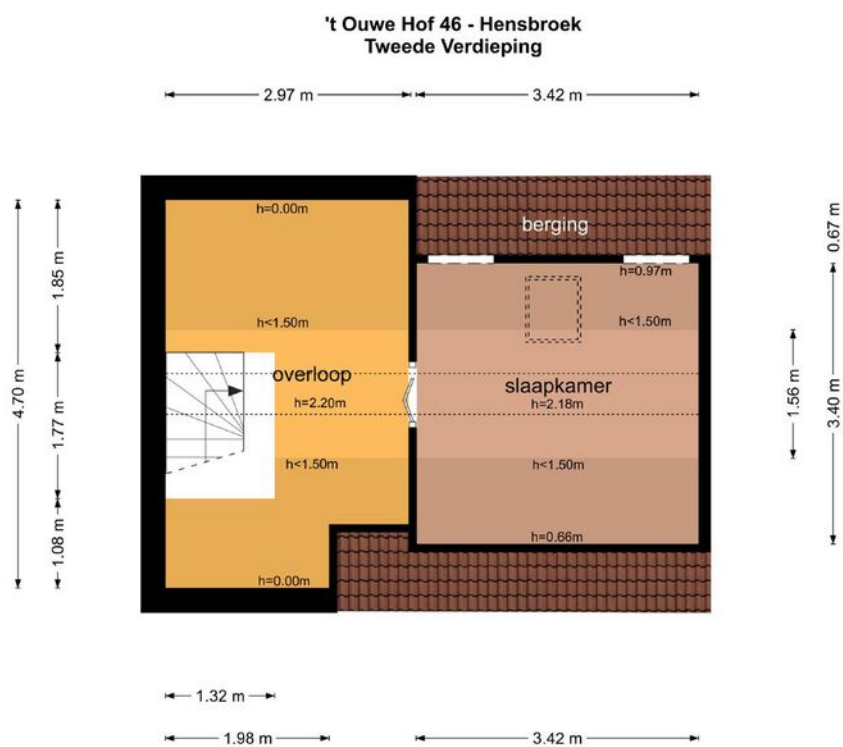 't Ouwe Hof 46 - Hensbroek
Tweede Verdieping
2.97 m
3.42 m
h=0.00m
berging
0.67 m
1.85 m
h=0.97m
h<1.50m
h<1.50m
overloop
slaapkamer
h=2.20m
h=2.18m
4.70 m
1.77 m
1.56 m
3.40 m
h<1.50m
h<1.50m
1.08 m
h=0.66m
h=0.00m
1.32 m
1.98 m
3.42 m